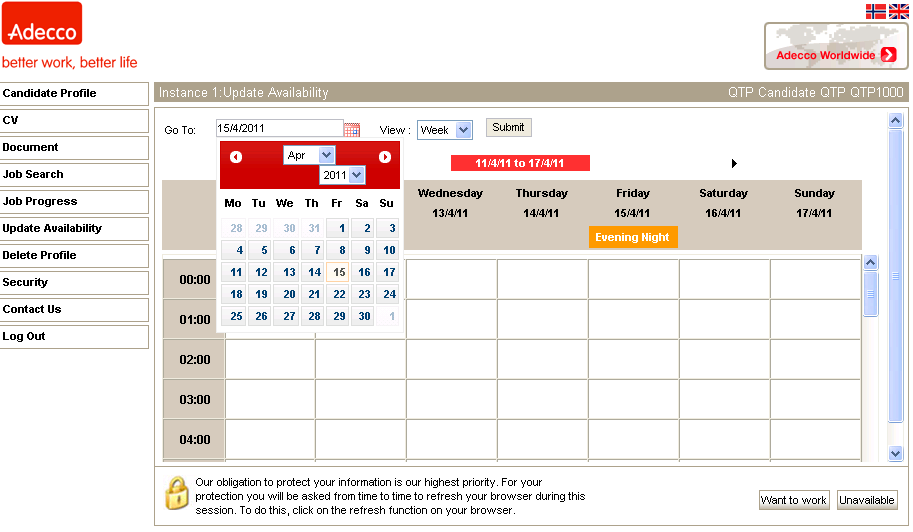 Adecco
better work, better life
Adecco Worldwide
Candidate Profile
CV
Document
Job Search
Job Progress
Update Availability
Delete Profile
Security
Contact Us
Log Out
Instance 1:Update Availability QTP Candidate QTP QTP1000
Go To: 15/4/2011 View : Week Submit
Apr
2011
Mo Tu We Th Fr Sa Su
28 29 30 31 1 2 3
4 5 6 7 8 9 10
11 12 13 14 15 16 17
18 19 20 21 22 23 24
25 26 27 28 29 30 1
11/4/11 to 17/4/11
Wednesday Thursday Friday Saturday Sunday
13/4/11 14/4/11 15/4/11 16/4/11 17/4/11
Evening Night
00:00
01:00
02:00
03:00
04:00
Our obligation to protect your information is our highest priority. For your
protection you will be asked from time to time to refresh your browser during this
session. To do this, click on the refresh function on your browser.
Want to work Unavailable